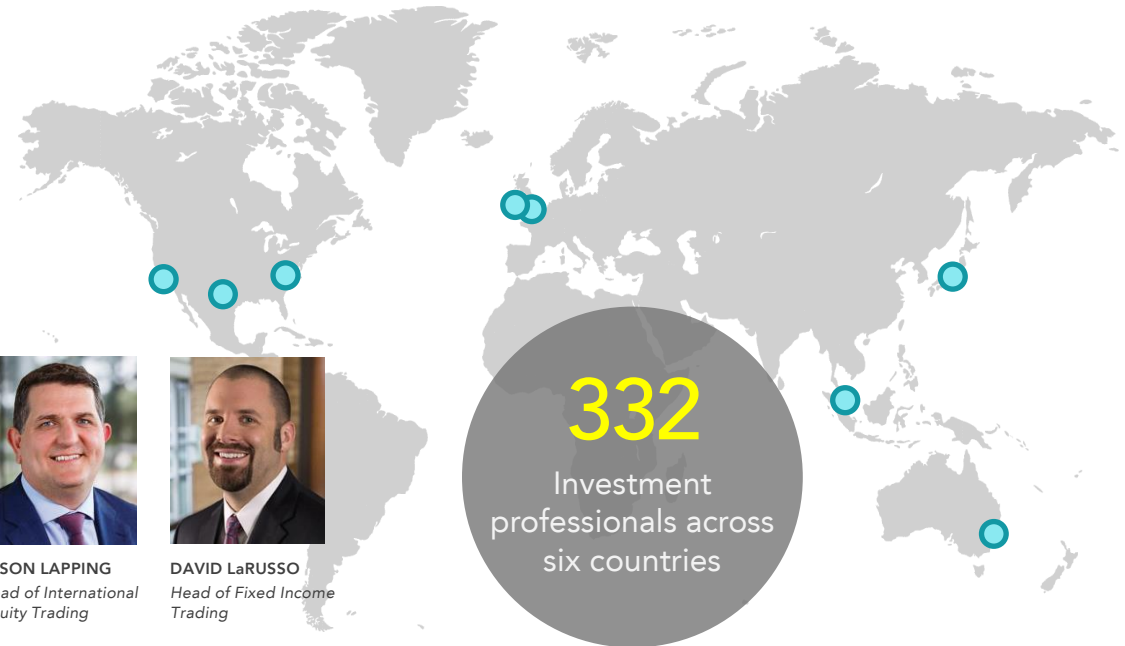 332
Investment
professionals across
six countries
SON LAPPING
ad of International
uity Trading
DAVID LaRUSSO
Head of Fixed Income
Trading